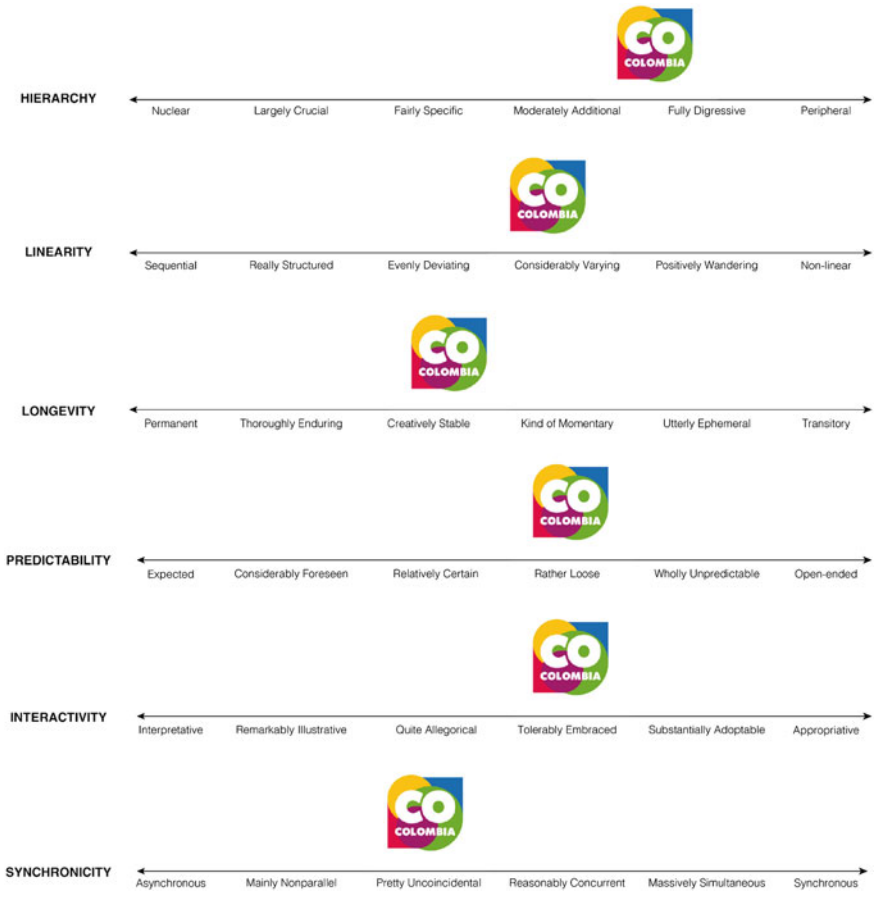 CO
COLOMBIA
HIERARCHY
Nuclear Largely Crucial Fairly Specific Moderately Additional Fully Digressive Peripheral
CO
COLOMBIA
LINEARITY
Sequential Really Structured Evenly Deviating Considerably Varying Positively Wandering Non-linear
CO
COLOMBIA
LONGEVITY
Permanent Thoroughly Enduring Creatively Stable Kind of Momentary Utterly Ephemeral Transitory
CO
COLOMBIA
PREDICTABILITY
Expected Considerably Foreseen Relatively Certain Rather Loose Wholly Unpredictable Open-ended
CO
COLOMBIA
INTERACTIVITY
Interpretative Remarkably Illustrative Quite Allegorical Tolerably Embraced Substantially Adoptable Appropriative
CO
COLOMBIA
SYNCHRONICITY
Asynchronous Mainly Nonparallel Pretty Uncoincidental Reasonably Concurrent Massively Simultaneous Synchronous